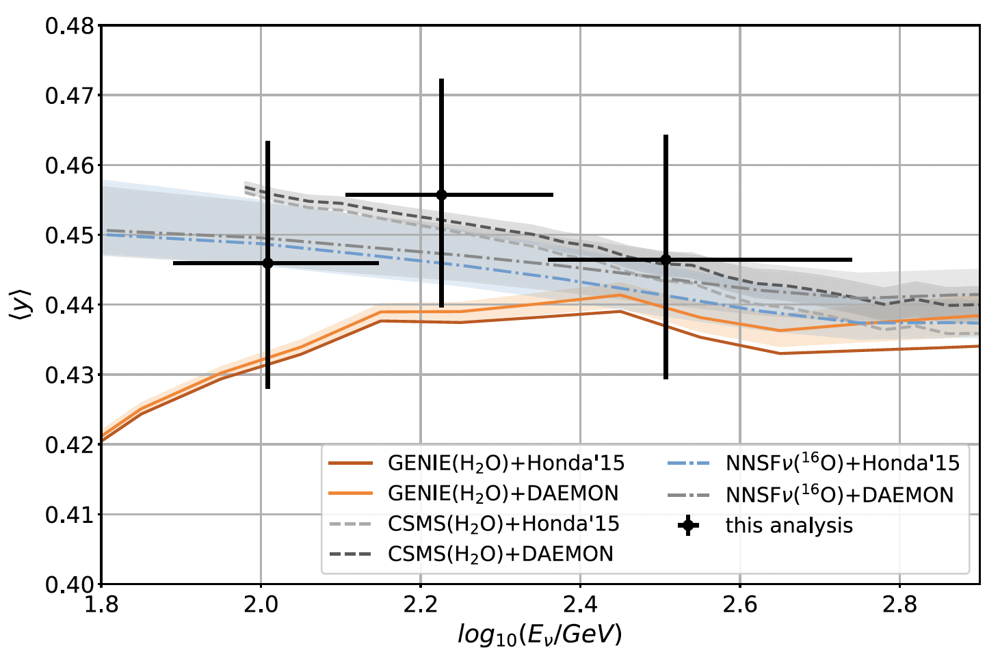 0.48
0.47
0.46
0.45
0.44
0.43
0.42
0.41
0.40
⟨y⟩
GENIE(H₂O)+Honda'15
GENIE(H₂O)+DAEMON
CSMS(H₂O)+Honda'15
CSMS(H₂O)+DAEMON
NNSFν(¹⁶O)+Honda'15
NNSFν(¹⁶O)+DAEMON
this analysis
1.8 2.0 2.2 2.4 2.6 2.8
log₁₀(Eᵥ/GeV)